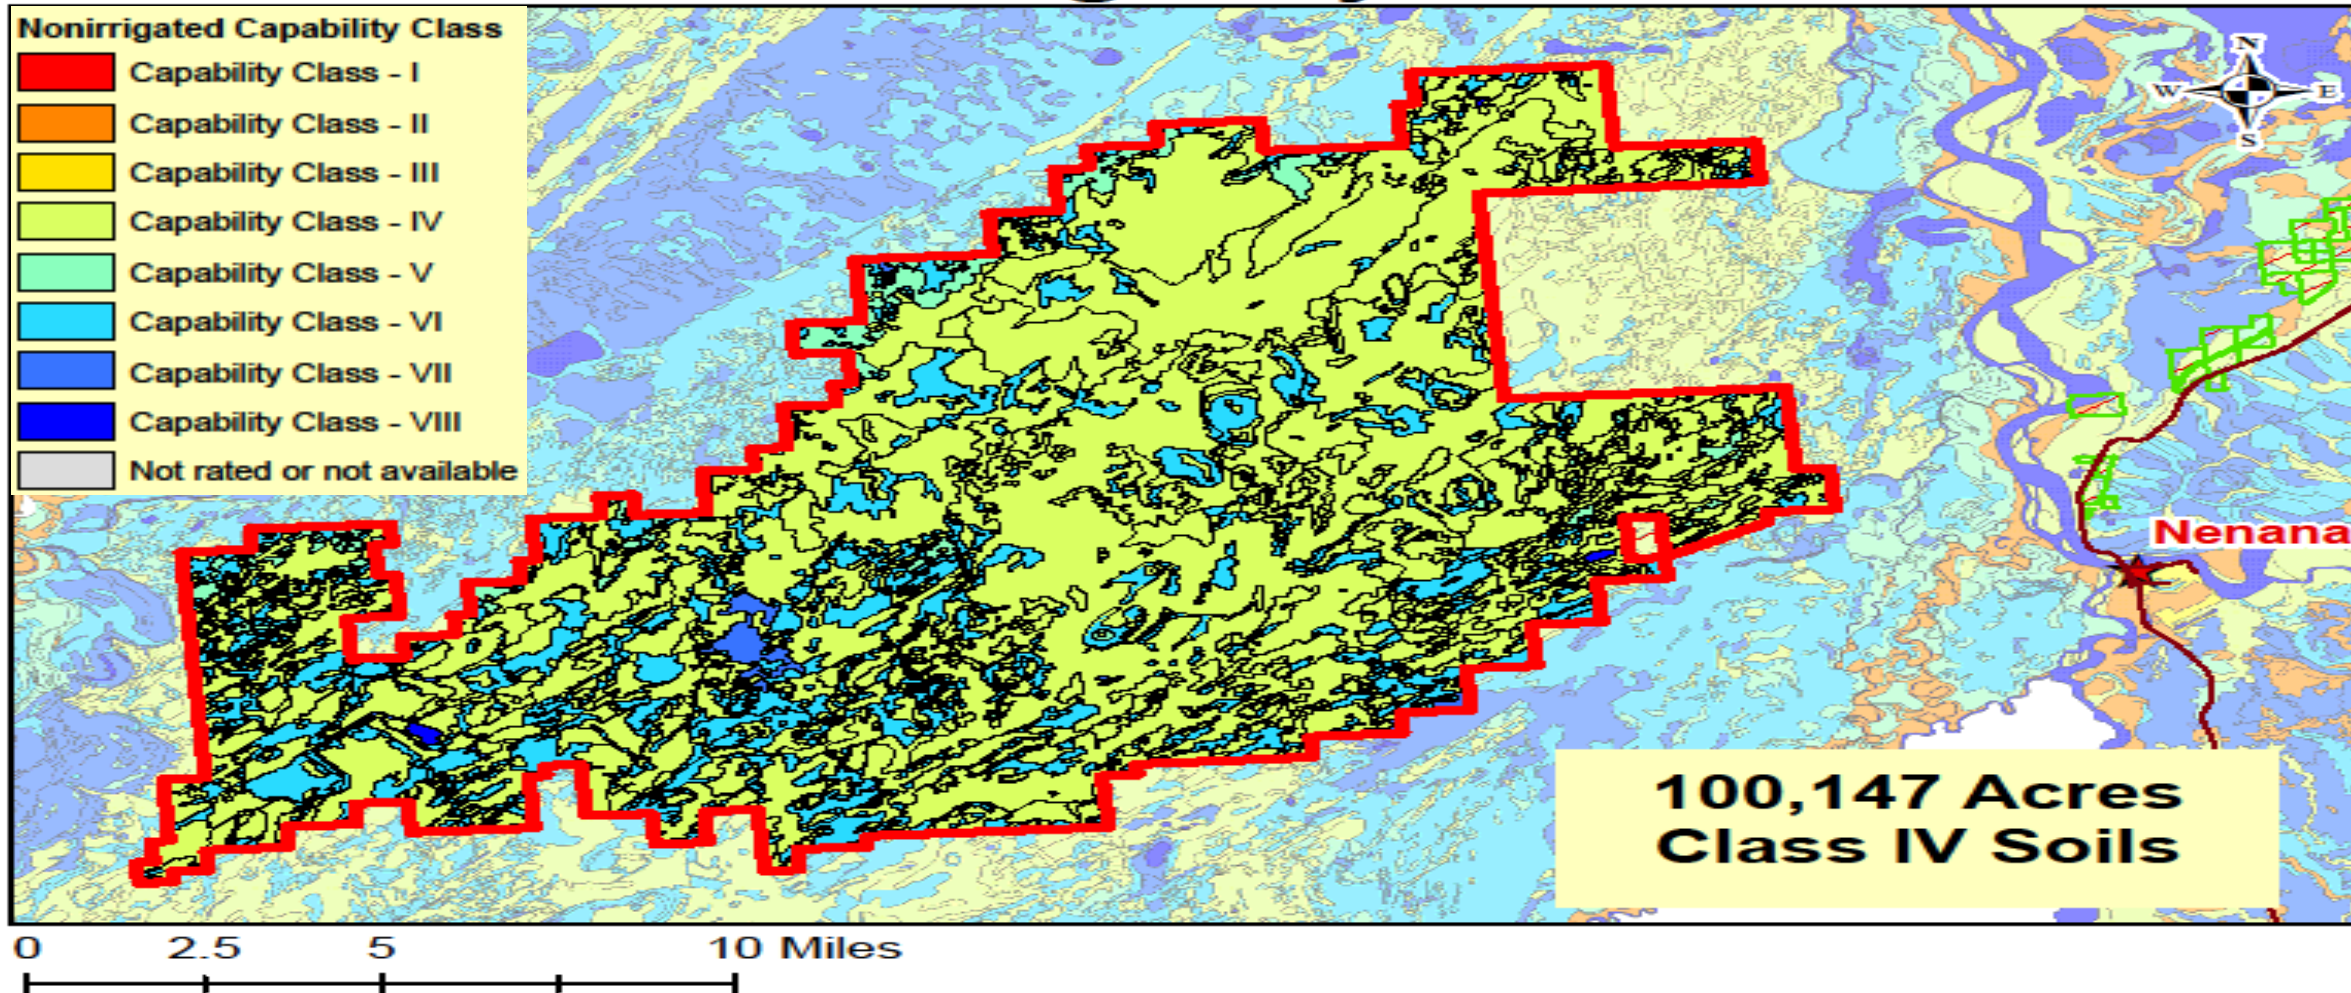 Nonirrigated Capability Class
Capability Class - I
Capability Class - II
Capability Class - III
Capability Class - IV
Capability Class - V
Capability Class - VI
Capability Class - VII
Capability Class - VIII
Not rated or not available
N
W E
S
Nenana
100,147 Acres
Class IV Soils
0 2.5 5 10 Miles